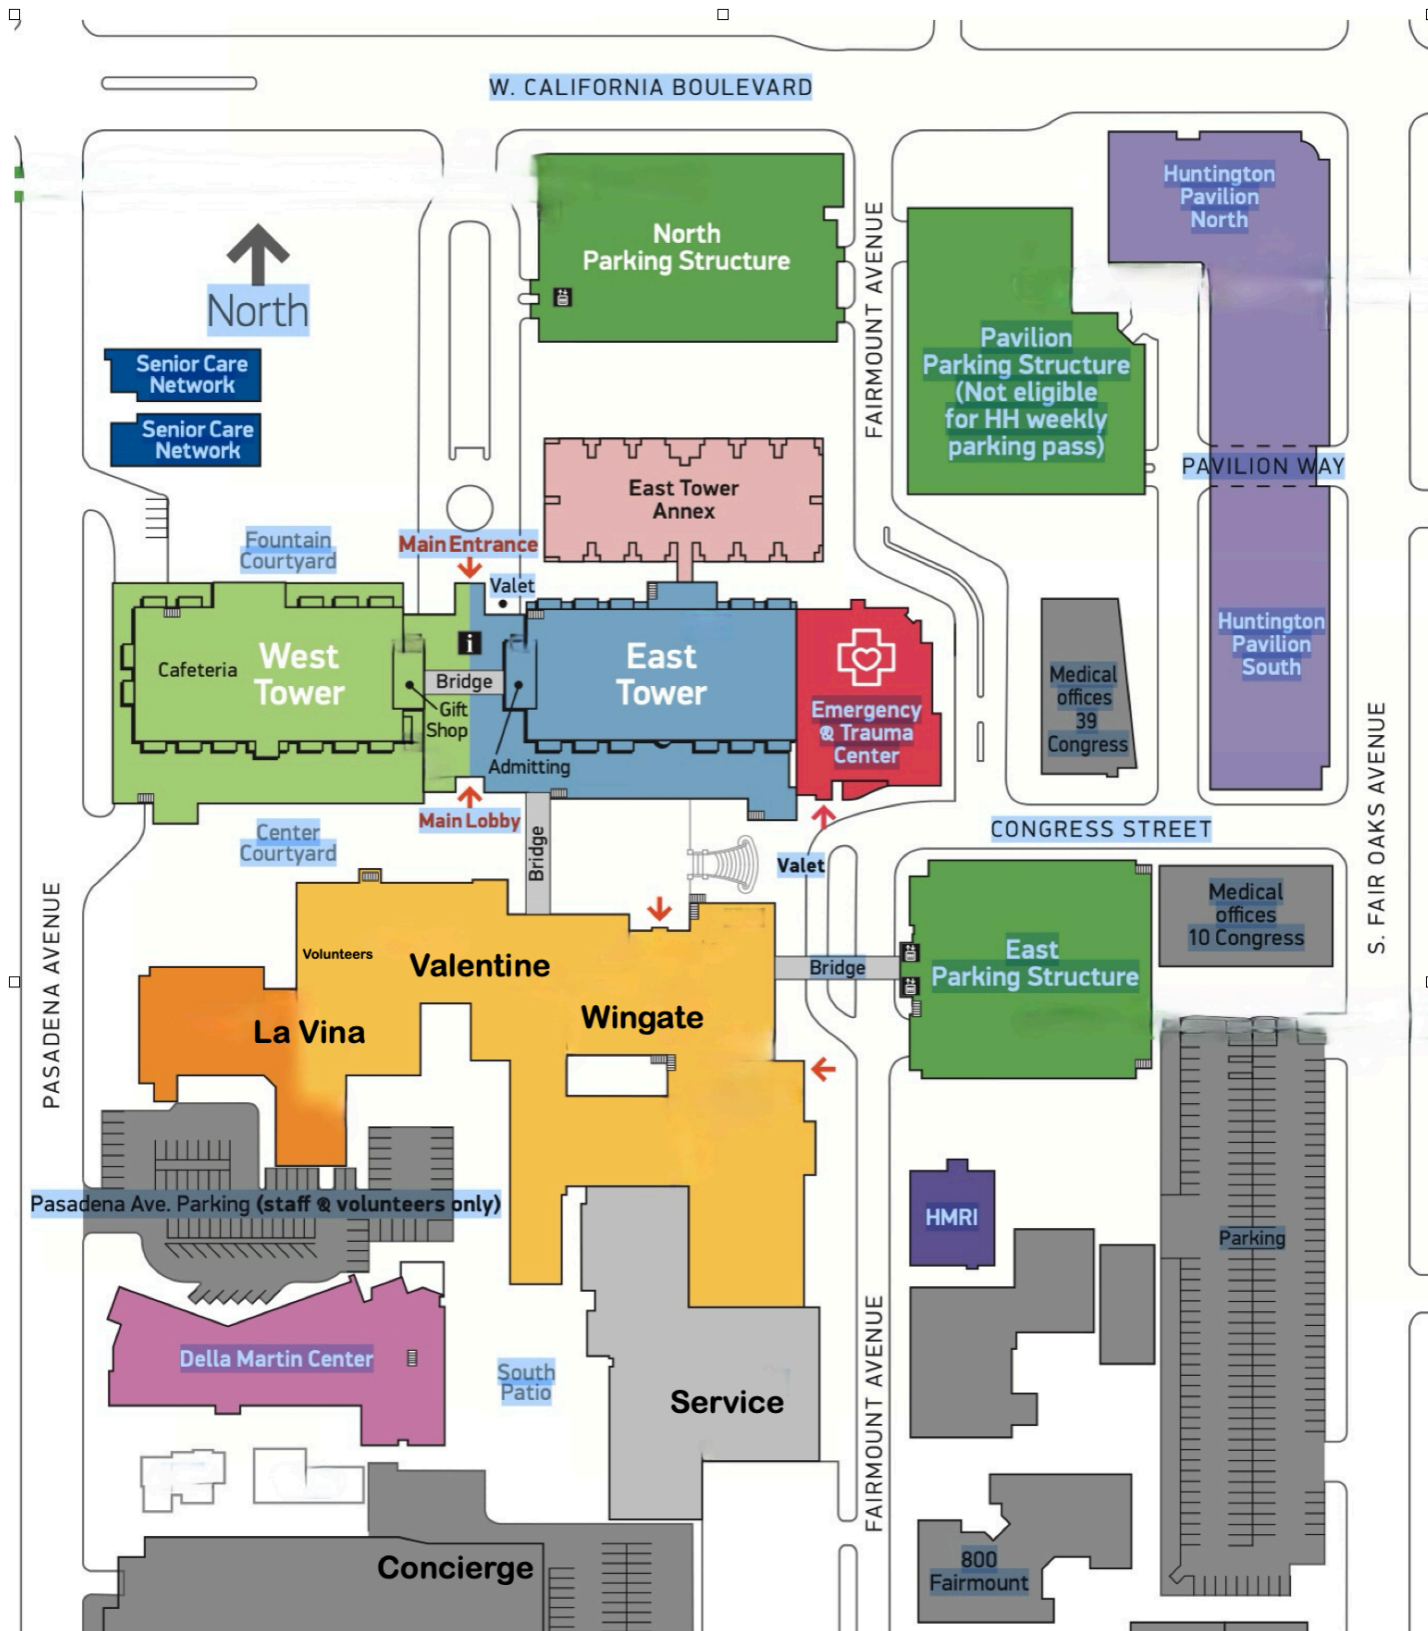 W. CALIFORNIA BOULEVARD
Huntington
Pavilion
North
North
Parking Structure
FAIRMOUNT AVENUE
North
Pavilion
Parking Structure
(Not eligible
for HH weekly
parking pass)
Senior Care
Network
Senior Care
Network
PAVILION WAY
East Tower
Annex
Fountain
Courtyard
Main Entrance
Valet
i
Cafeteria
West
Tower
Bridge
Gift
Shop
Admitting
East
Tower
Emergency
& Trauma
Center
Medical
offices
39
Congress
Huntington
Pavilion
South
S. FAIR OAKS AVENUE
Main Lobby
Center
Courtyard
Bridge
Valet
CONGRESS STREET
PASADENA AVENUE
Volunteers
Valentine
La Vina
Wingate
Bridge
East
Parking Structure
Medical
offices
10 Congress
Pasadena Ave. Parking (staff & volunteers only)
HMRI
Parking
Della Martin Center
South
Patio
Service
FAIRMOUNT AVENUE
Concierge
800
Fairmount